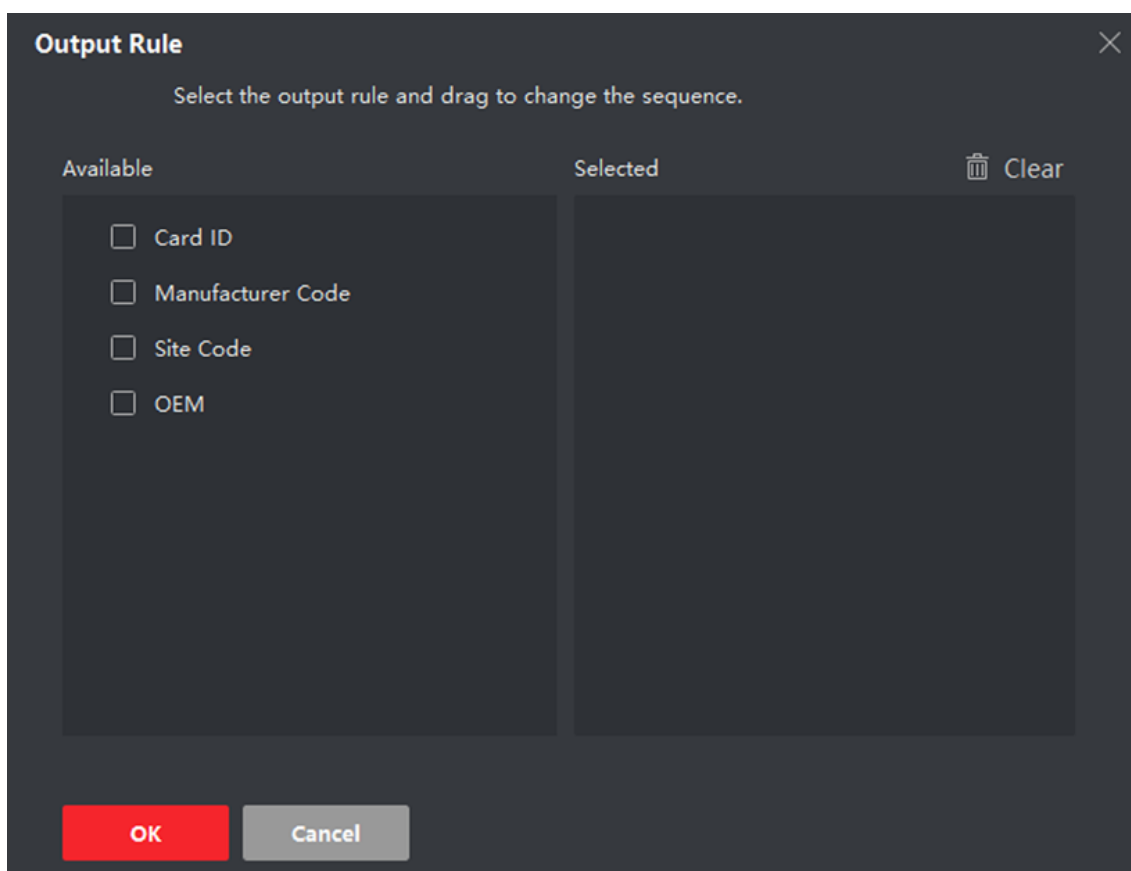 Output Rule
Select the output rule and drag to change the sequence.
Available
Selected
Clear
Card ID
Manufacturer Code
Site Code
OEM
OK
Cancel